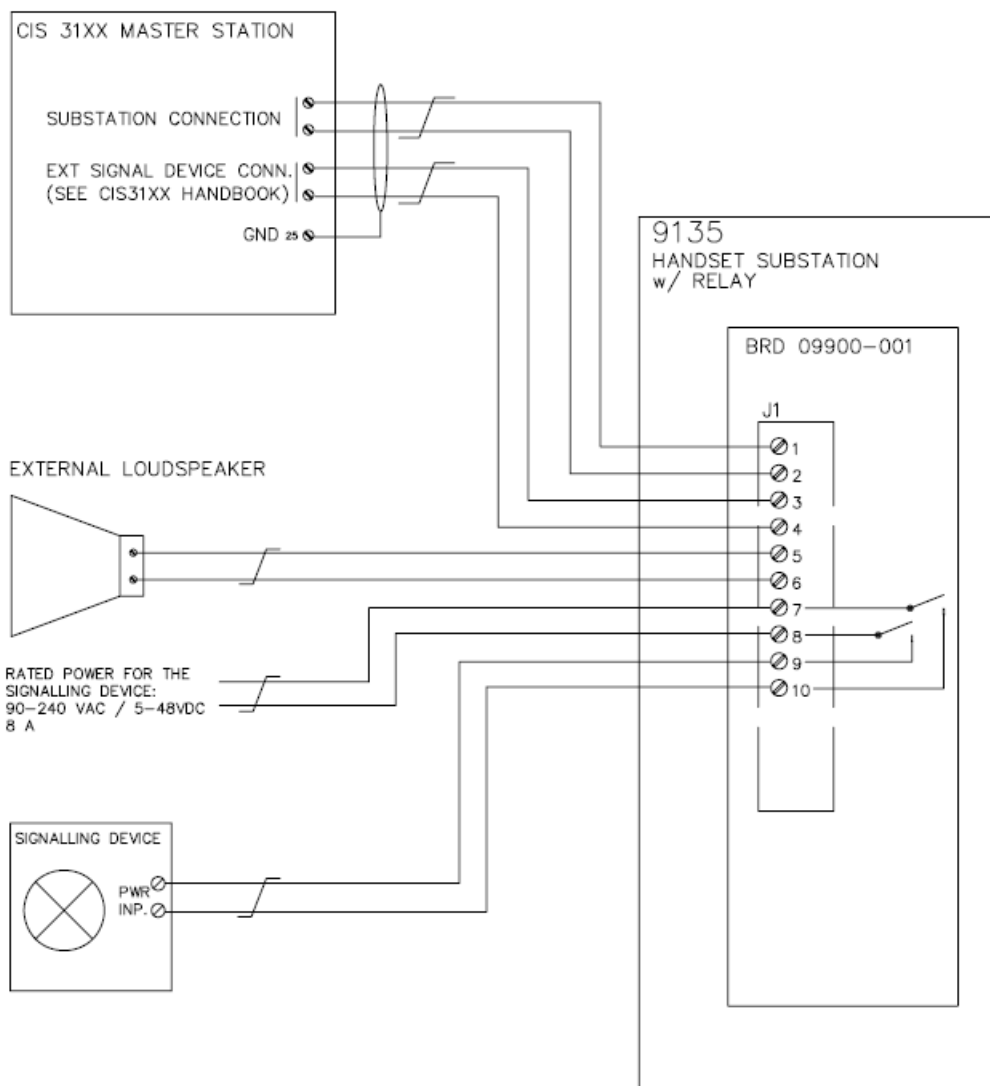 CIS 31XX MASTER STATION
SUBSTATION CONNECTION
EXT SIGNAL DEVICE CONN.
(SEE CIS31XX HANDBOOK)
GND 25
9135
HANDSET SUBSTATION
w/ RELAY
BRD 09900-001
J1
1
2
3
4
5
6
7
8
9
10
EXTERNAL LOUDSPEAKER
RATED POWER FOR THE
SIGNALLING DEVICE:
90-240 VAC / 5-48VDC
8 A
SIGNALLING DEVICE
PWR
INP.